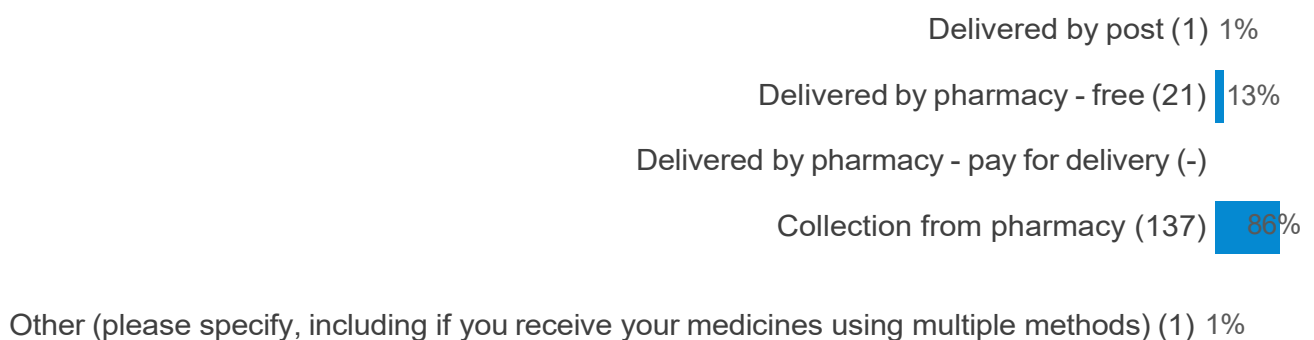 Delivered by post (1) 1%
Delivered by pharmacy - free (21) 13%
Delivered by pharmacy - pay for delivery (-)
Collection from pharmacy (137) 86%
Other (please specify, including if you receive your medicines using multiple methods) (1) 1%